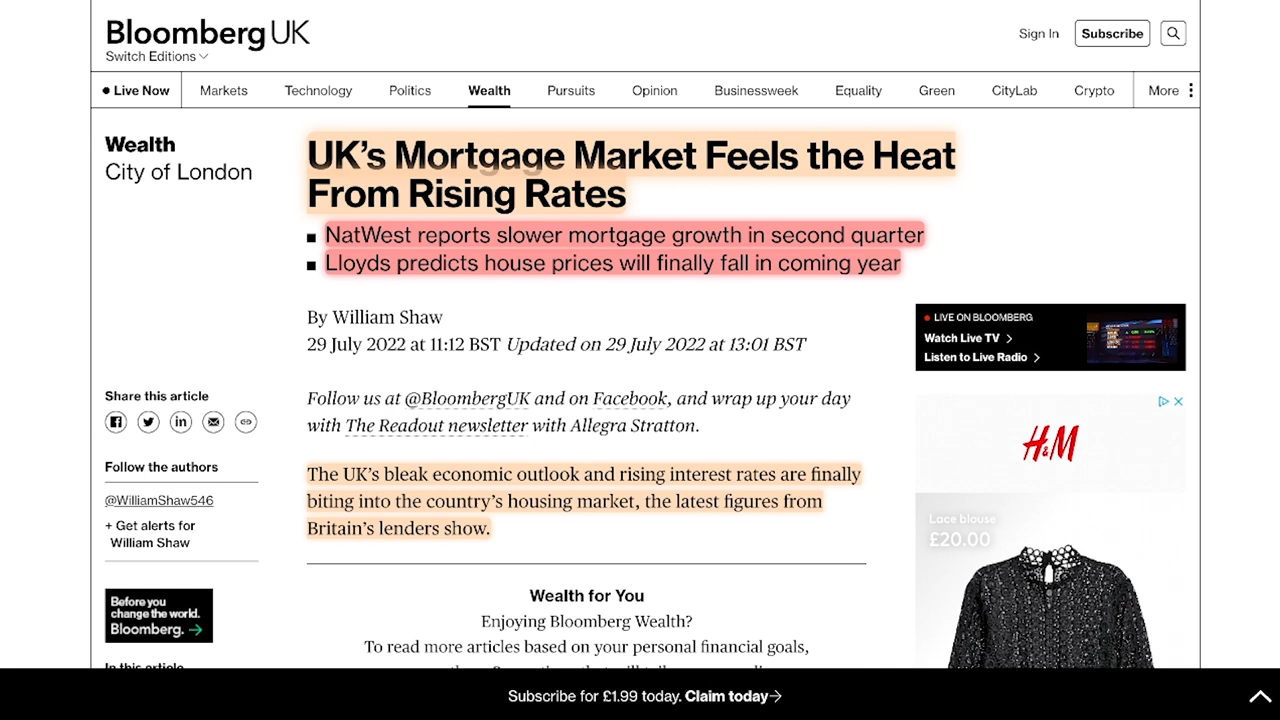 Bloomberg UK
Switch Editions
Sign In
Subscribe
Live Now
Markets
Technology
Politics
Wealth
Pursuits
Opinion
Businessweek
Equality
Green
CityLab
Crypto
More
Wealth
City of London
UK's Mortgage Market Feels the Heat
From Rising Rates
NatWest reports slower mortgage growth in second quarter
Lloyds predicts house prices will finally fall in coming year
By William Shaw
29 July 2022 at 11:12 BST Updated on 29 July 2022 at 13:01 BST
LIVE ON BLOOMBERG
Watch Live TV
Listen to Live Radio
Share this article
Follow us at @BloombergUK and on Facebook, and wrap up your day
with The Readout newsletter with Allegra Stratton.
H&M
Follow the authors
@WilliamShaw546
+ Get alerts for
William Shaw
The UK's bleak economic outlook and rising interest rates are finally
biting into the country's housing market, the latest figures from
Britain's lenders show.
Lace blouse
£20.00
Before you
change the world.
Bloomberg. →
Wealth for You
Enjoying Bloomberg Wealth?
To read more articles based on your personal financial goals,
In this article
Subscribe for £1.99 today. Claim today→